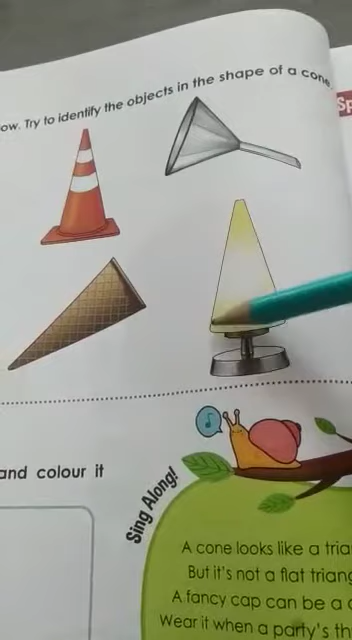 ow. Try to identify the objects in the shape of a cone.
Sp
and colour it
Sing Along!
A cone looks like a tria
But it's not a flat triang
A fancy cap can be a c
Wear it when a party's th